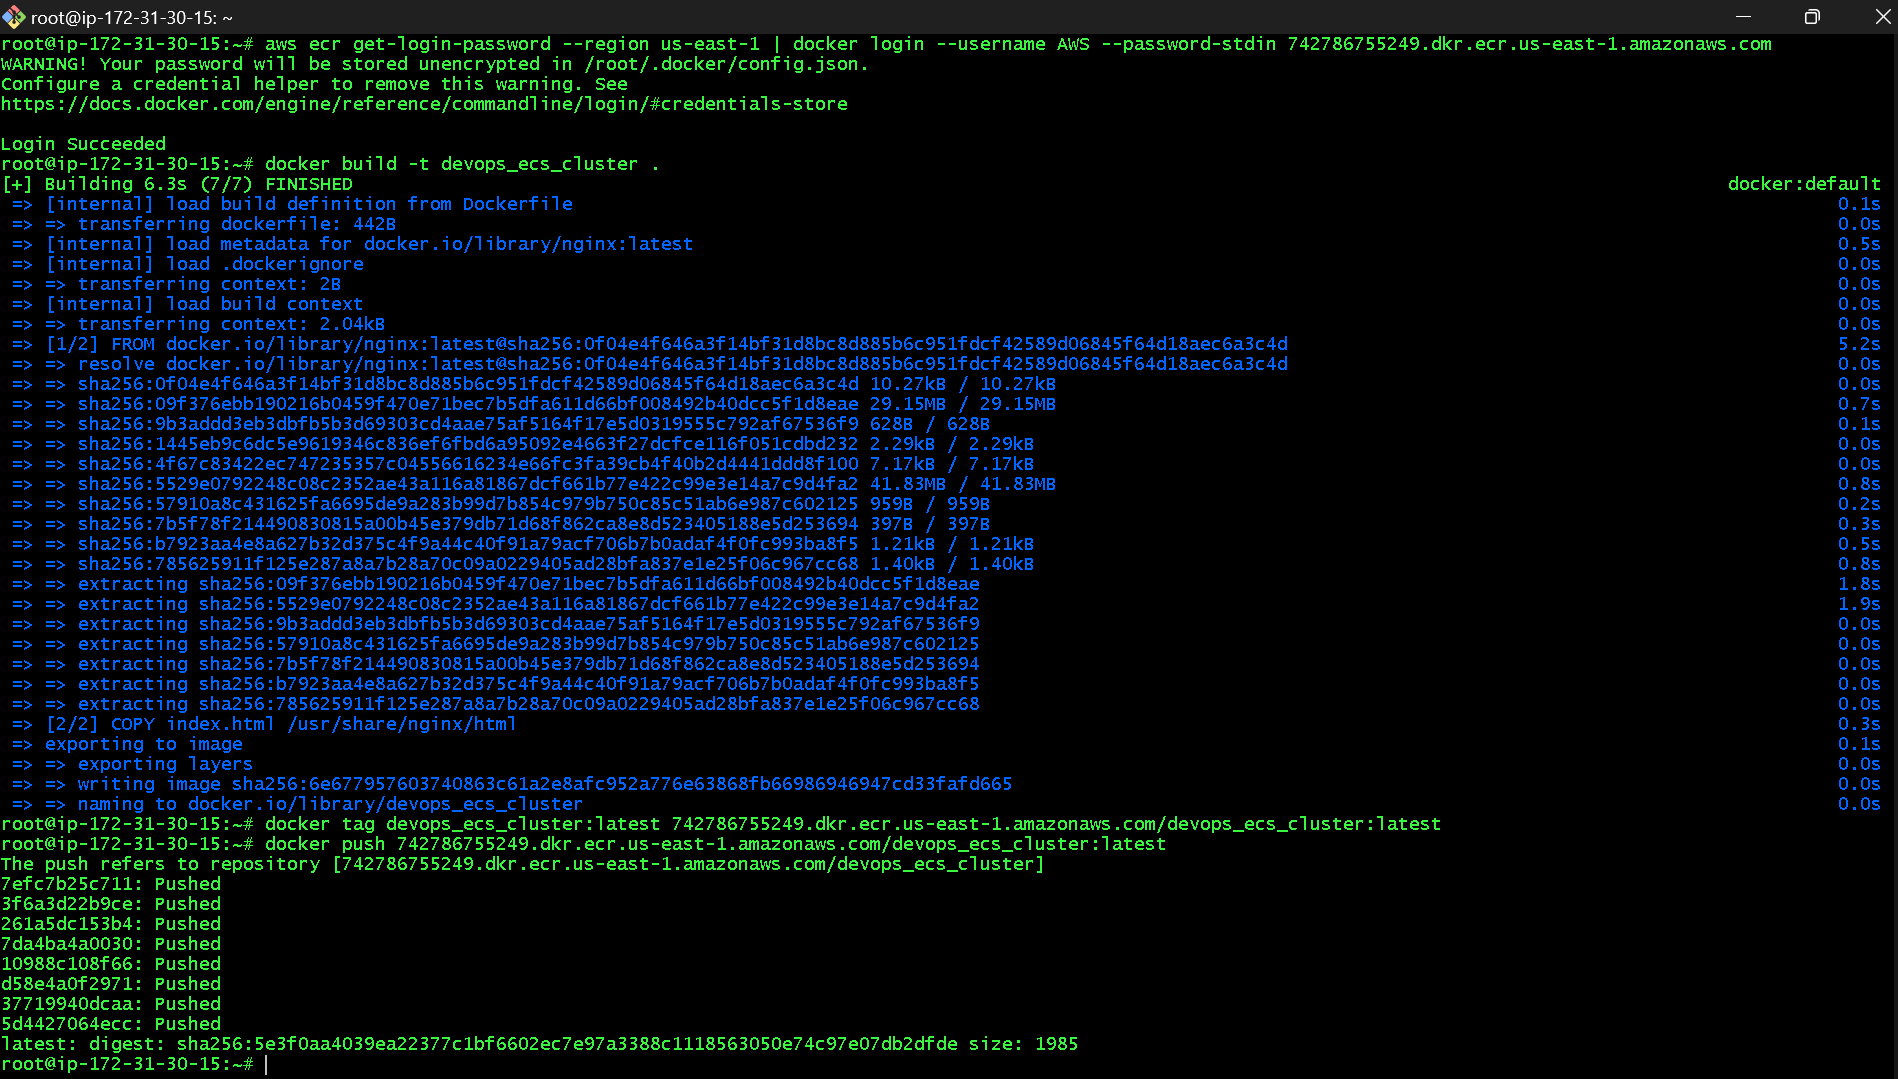 root@ip-172-31-30-15: ~
root@ip-172-31-30-15:~# aws ecr get-login-password --region us-east-1 | docker login --username AWS --password-stdin 742786755249.dkr.ecr.us-east-1.amazonaws.com
WARNING! Your password will be stored unencrypted in /root/.docker/config.json.
Configure a credential helper to remove this warning. See
https://docs.docker.com/engine/reference/commandline/login/#credentials-store
Login Succeeded
root@ip-172-31-30-15:~# docker build -t devops_ecs_cluster .
[+] Building 6.3s (7/7) FINISHED docker:default
=> [internal] load build definition from Dockerfile 0.1s
=> => transferring dockerfile: 442B 0.0s
=> [internal] load metadata for docker.io/library/nginx:latest 0.5s
=> [internal] load .dockerignore 0.0s
=> => transferring context: 2B 0.0s
=> [internal] load build context 0.0s
=> => transferring context: 2.04kB 0.0s
=> [1/2] FROM docker.io/library/nginx:latest@sha256:0f04e4f646a3f14bf31d8bc8d885b6c951fdcf42589d06845f64d18aec6a3c4d 5.2s
=> => resolve docker.io/library/nginx:latest@sha256:0f04e4f646a3f14bf31d8bc8d885b6c951fdcf42589d06845f64d18aec6a3c4d 0.0s
=> => sha256:0f04e4f646a3f14bf31d8bc8d885b6c951fdcf42589d06845f64d18aec6a3c4d 10.27kB / 10.27kB 0.0s
=> => sha256:09f376ebb190216b0459f470e71bec7b5dfa611d66bf008492b40dcc5f1d8eae 29.15MB / 29.15MB 0.7s
=> => sha256:9b3addd3eb3dbfb5b3d69303cd4aae75af5164f17e5d0319555c792af67536f9 628B / 628B 0.1s
=> => sha256:1445eb9c6dc5e9619346c836ef6fbd6a95092e4663f27dcfce116f051cdbd232 2.29kB / 2.29kB 0.0s
=> => sha256:4f67c83422ec747235357c04556616234e66fc3fa39cb4f40b2d4441ddd8f100 7.17kB / 7.17kB 0.0s
=> => sha256:5529e0792248c08c2352ae43a116a81867dcf661b77e422c99e3e14a7c9d4fa2 41.83MB / 41.83MB 0.8s
=> => sha256:57910a8c431625fa6695de9a283b99d7b854c979b750c85c51ab6e987c602125 959B / 959B 0.2s
=> => sha256:7b5f78f214490830815a00b45e379db71d68f862ca8e8d523405188e5d253694 397B / 397B 0.3s
=> => sha256:b7923aa4e8a627b32d375c4f9a44c40f91a79acf706b7b0adaf4f0fc993ba8f5 1.21kB / 1.21kB 0.5s
=> => sha256:785625911f125e287a8a7b28a70c09a0229405ad28bfa837e1e25f06c967cc68 1.40kB / 1.40kB 0.8s
=> => extracting sha256:09f376ebb190216b0459f470e71bec7b5dfa611d66bf008492b40dcc5f1d8eae 1.8s
=> => extracting sha256:5529e0792248c08c2352ae43a116a81867dcf661b77e422c99e3e14a7c9d4fa2 1.9s
=> => extracting sha256:9b3addd3eb3dbfb5b3d69303cd4aae75af5164f17e5d0319555c792af67536f9 0.0s
=> => extracting sha256:57910a8c431625fa6695de9a283b99d7b854c979b750c85c51ab6e987c602125 0.0s
=> => extracting sha256:7b5f78f214490830815a00b45e379db71d68f862ca8e8d523405188e5d253694 0.0s
=> => extracting sha256:b7923aa4e8a627b32d375c4f9a44c40f91a79acf706b7b0adaf4f0fc993ba8f5 0.0s
=> => extracting sha256:785625911f125e287a8a7b28a70c09a0229405ad28bfa837e1e25f06c967cc68 0.0s
=> [2/2] COPY index.html /usr/share/nginx/html 0.3s
=> exporting to image 0.1s
=> => exporting layers 0.0s
=> => writing image sha256:6e677957603740863c61a2e8afc952a776e63868fb66986946947cd33fafd665 0.0s
=> => naming to docker.io/library/devops_ecs_cluster 0.0s
root@ip-172-31-30-15:~# docker tag devops_ecs_cluster:latest 742786755249.dkr.ecr.us-east-1.amazonaws.com/devops_ecs_cluster:latest
root@ip-172-31-30-15:~# docker push 742786755249.dkr.ecr.us-east-1.amazonaws.com/devops_ecs_cluster:latest
The push refers to repository [742786755249.dkr.ecr.us-east-1.amazonaws.com/devops_ecs_cluster]
7efc7b25c711: Pushed
3f6a3d22b9ce: Pushed
261a5dc153b4: Pushed
7da4ba4a0030: Pushed
10988c108f66: Pushed
d58e4a0f2971: Pushed
37719940dcaa: Pushed
5d4427064ecc: Pushed
latest: digest: sha256:5e3f0aa4039ea22377c1bf6602ec7e97a3388c1118563050e74c97e07db2dfde size: 1985
root@ip-172-31-30-15:~#